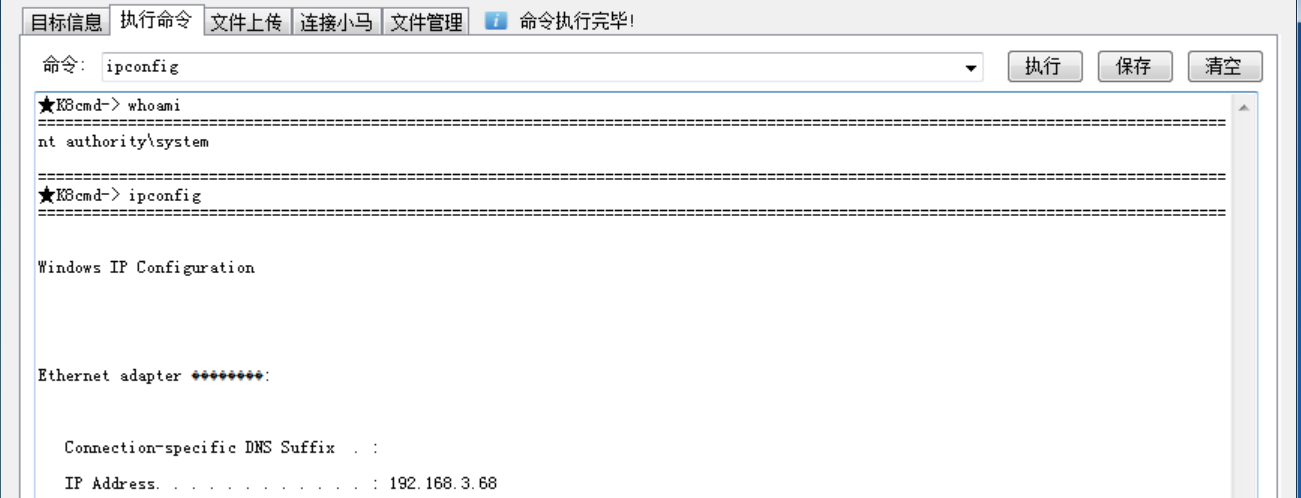 目标信息 执行命令 文件上传 连接小马 文件管理 命令执行完毕!
命令: ipconfig 执行 保存 清空
★K8cmd-> whoami
==================================================
nt authority\system
==================================================
★K8cmd-> ipconfig
==================================================
Windows IP Configuration
Ethernet adapter ◆◆◆◆◆◆◆◆:
Connection-specific DNS Suffix . :
IP Address. . . . . . . . . . . . : 192.168.3.68